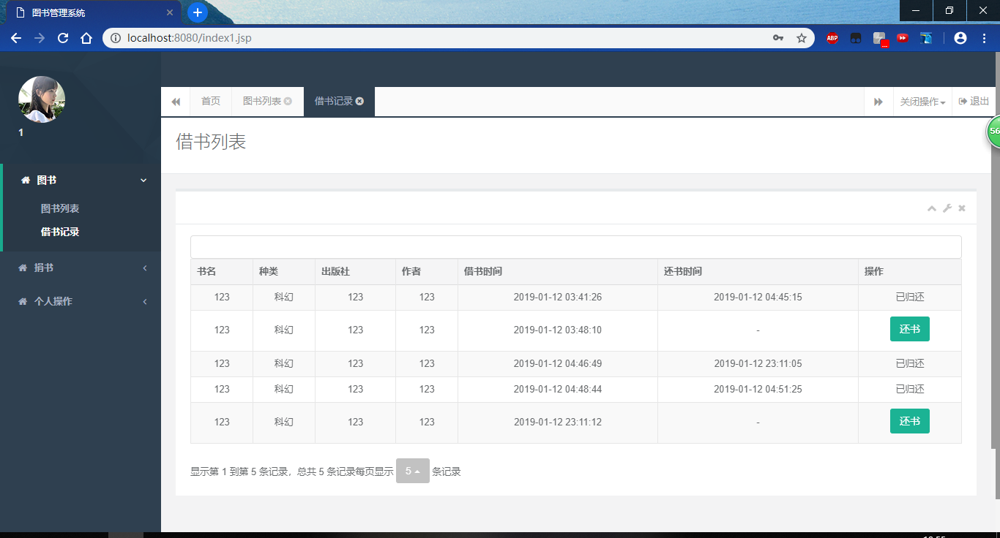 图书管理系统
localhost:8080/index1.jsp
ABP
1
图书
图书列表
借书记录
捐书
个人操作
首页 图书列表 借书记录 关闭操作 退出
56
借书列表
书名 种类 出版社 作者 借书时间 还书时间 操作
123 科幻 123 123 2019-01-12 03:41:26 2019-01-12 04:45:15 已归还
123 科幻 123 123 2019-01-12 03:48:10 - 还书
123 科幻 123 123 2019-01-12 04:46:49 2019-01-12 23:11:05 已归还
123 科幻 123 123 2019-01-12 04:48:44 2019-01-12 04:51:25 已归还
123 科幻 123 123 2019-01-12 23:11:12 - 还书
显示第 1 到第 5 条记录，总共 5 条记录每页显示 5 条记录